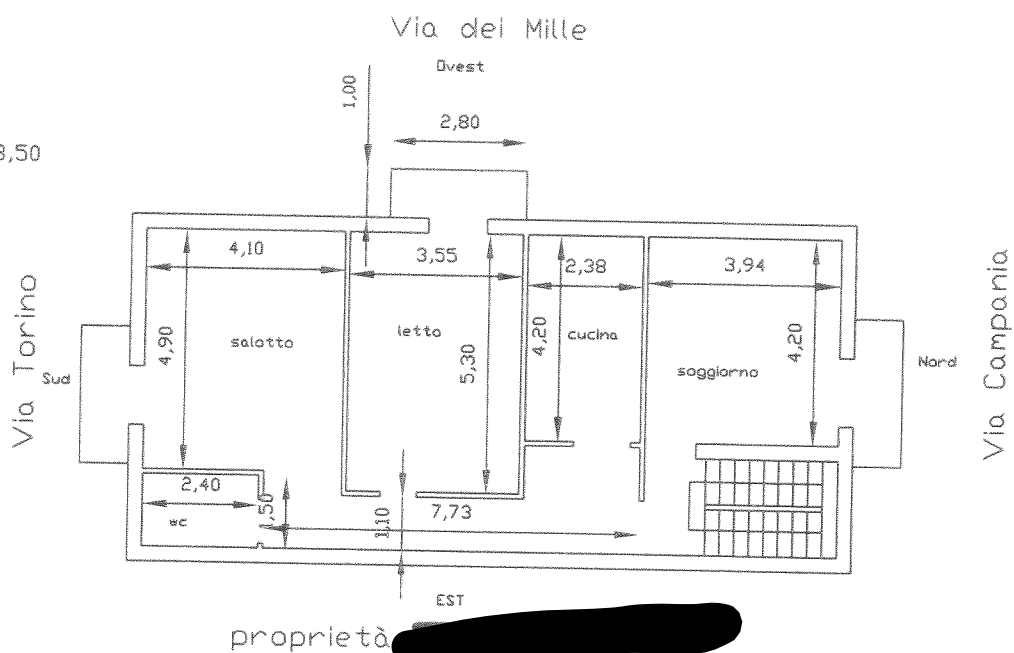 Via dei Mille
Ovest
1,00
2,80
3,50
4,10
3,55
2,38
3,94
Via Torino
Via Campania
4,90
salotto
letto
5,30
4,20
cucina
4,20
soggiorno
Sud
Nord
2,40
wc
1,50
1,10
7,73
EST
proprietà